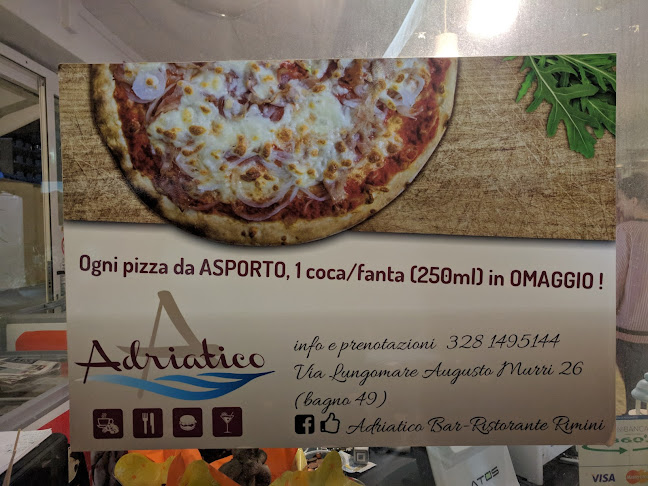 Ogni pizza da ASPORTO, 1 coca/fanta (250ml) in OMAGGIO !
Adriatico
info e prenotazioni 328 1495144
Via Lungomare Augusto Murri 26
(bagno 49)
Adriatico Bar-Ristorante Rimini
VISA